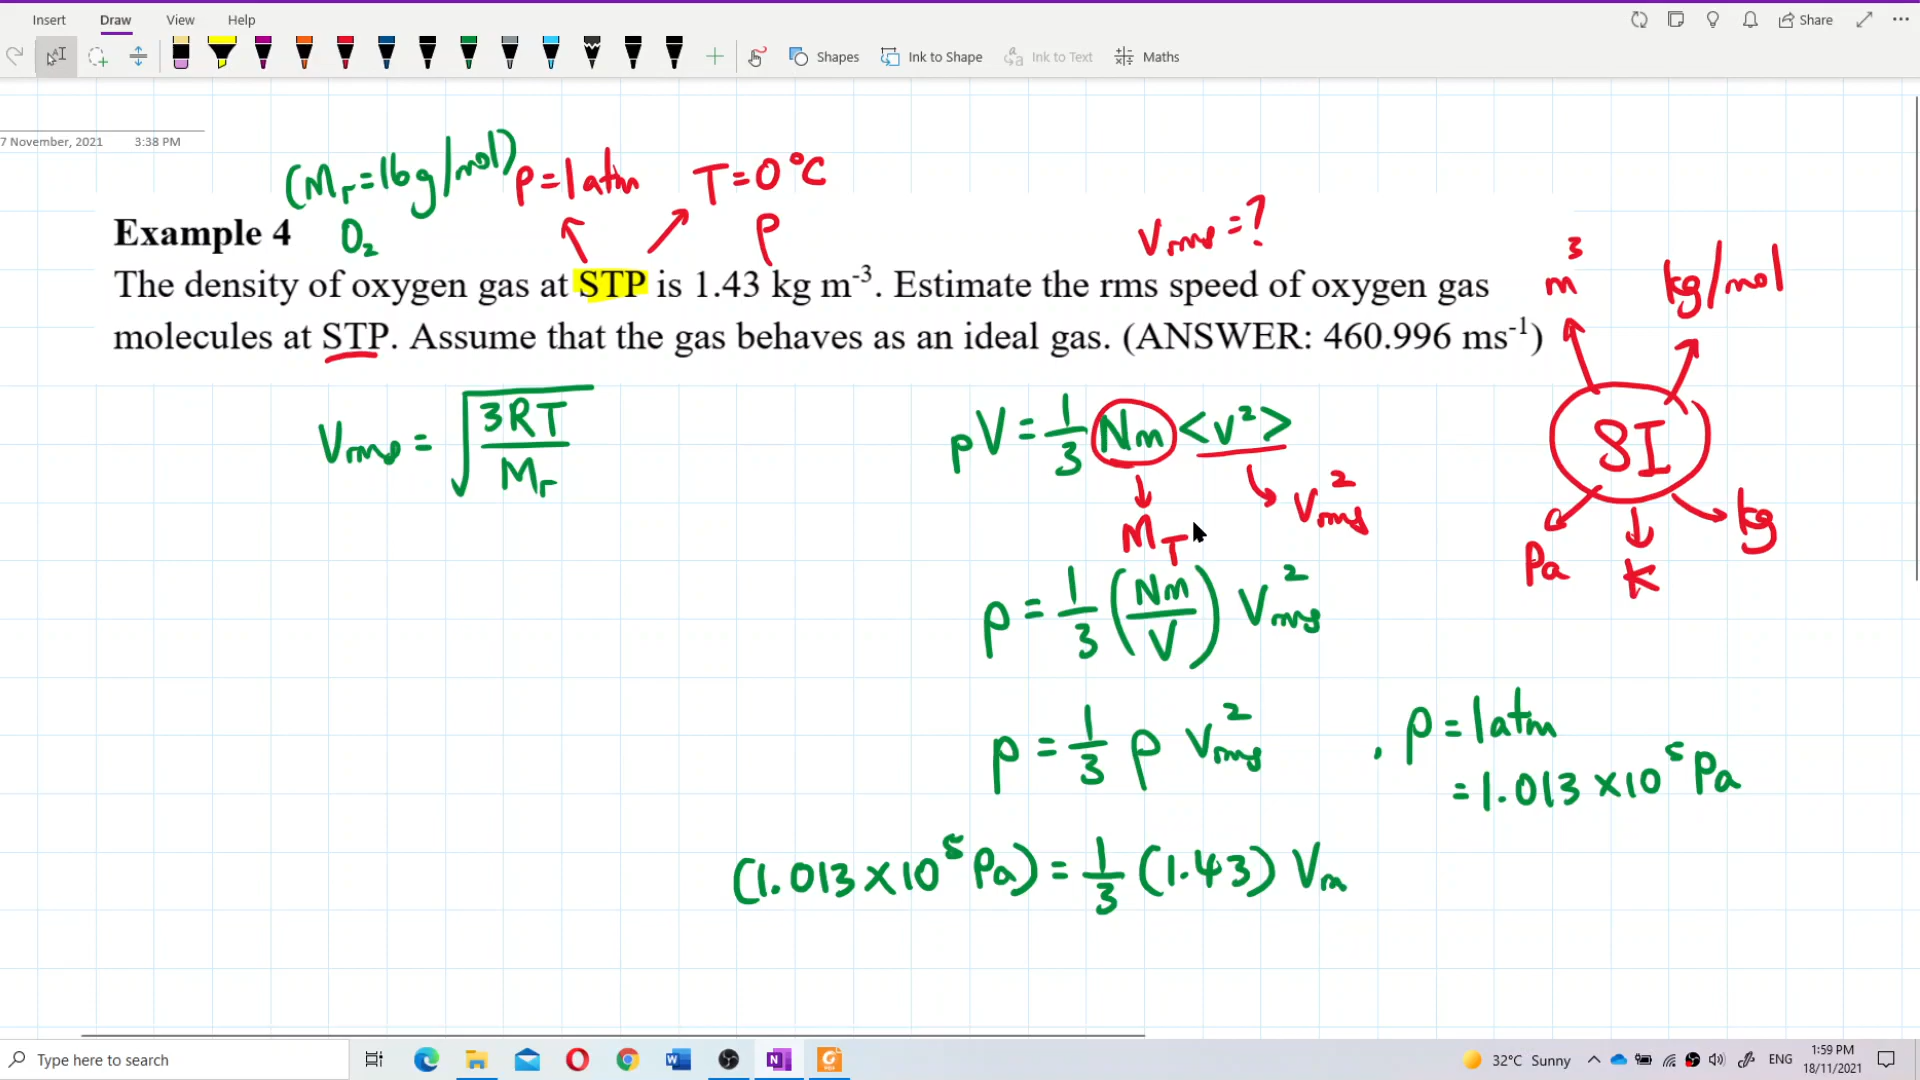 Insert Draw View Help Share
Shapes Ink to Shape Ink to Text Maths
7 November, 2021 3:38 PM
(Mr=16g/mol) P=1atm T=0°C
Example 4 O₂ ρ Vrms=?
The density of oxygen gas at STP is 1.43 kg m⁻³. Estimate the rms speed of oxygen gas
molecules at STP. Assume that the gas behaves as an ideal gas. (ANSWER: 460.996 ms⁻¹)
m³ kg/mol
SI
Pa K kg
Vrms = √(3RT/Mr)
pV = 1/3 Nm <v²>
M_T Vrms²
p = 1/3 (Nm/V) Vrms²
p = 1/3 ρ Vrms²
, P = 1atm
= 1.013 ×10⁵ Pa
(1.013 ×10⁵ Pa) = 1/3 (1.43) Vm
Type here to search
32°C Sunny ENG 1:59 PM
18/11/2021